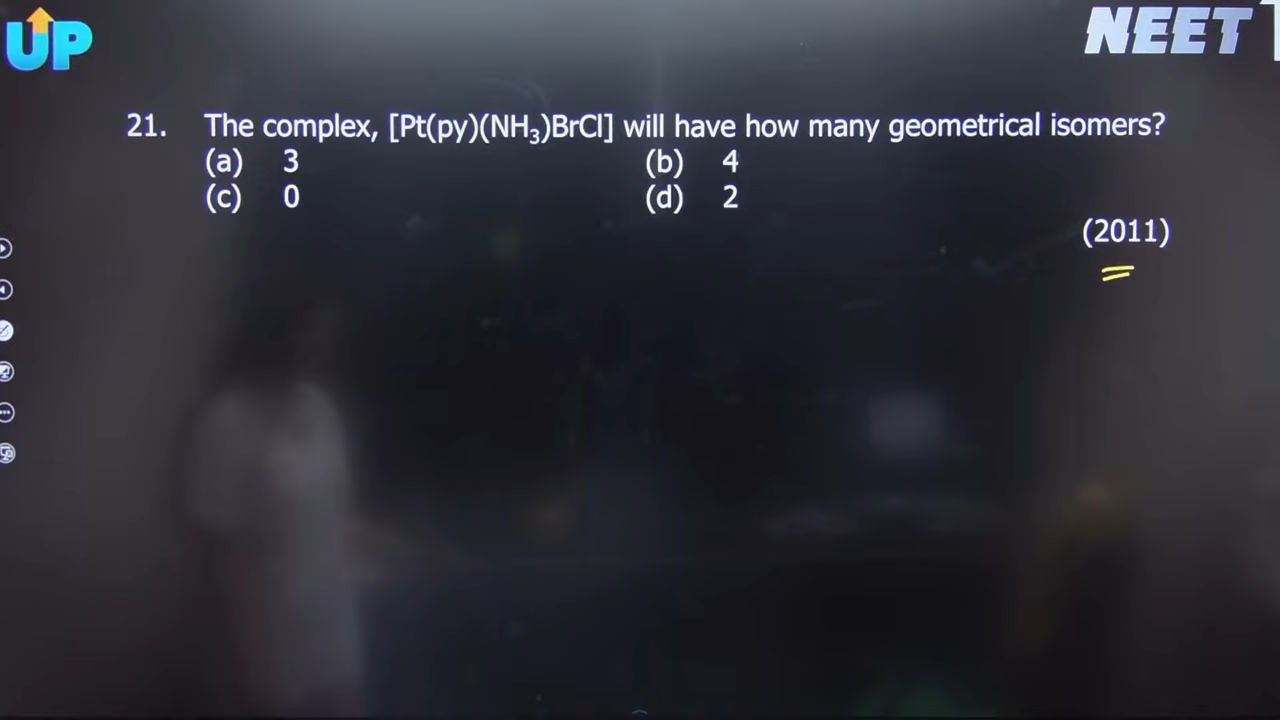 UP
NEET
21. The complex, [Pt(py)(NH₃)BrCl] will have how many geometrical isomers?
(a) 3 (b) 4
(c) 0 (d) 2
(2011)